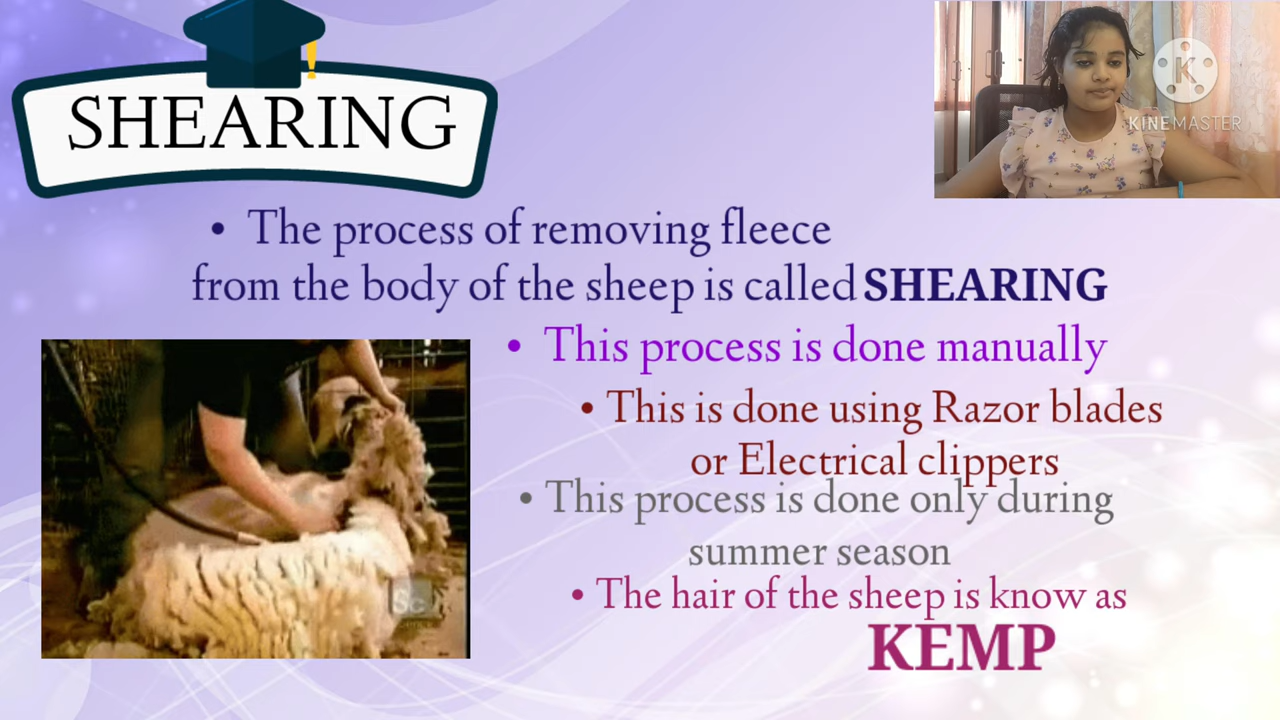 SHEARING
KINEMASTER
• The process of removing fleece
from the body of the sheep is called SHEARING
• This process is done manually
• This is done using Razor blades
or Electrical clippers
• This process is done only during
summer season
• The hair of the sheep is know as
KEMP